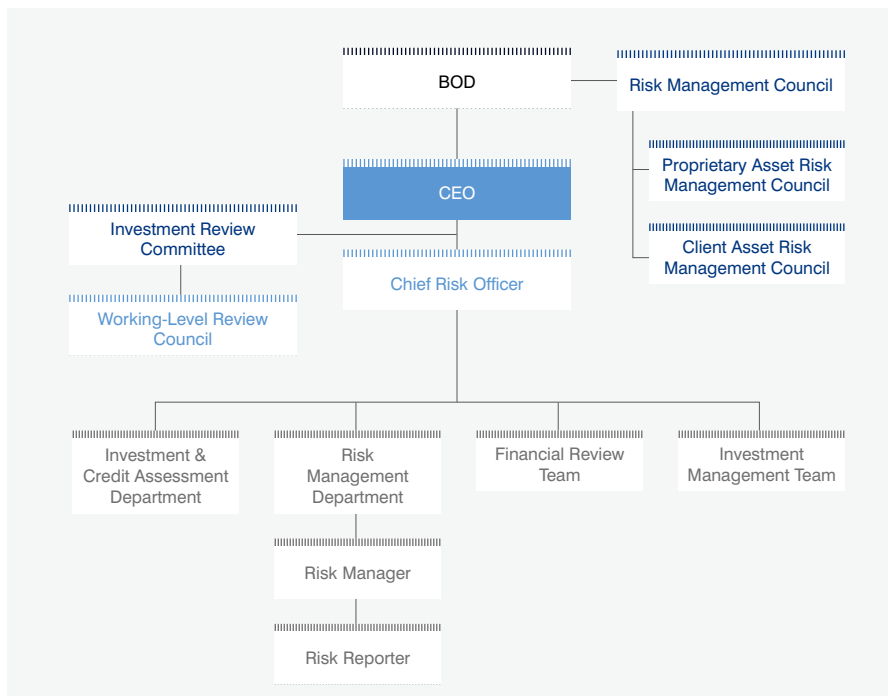 BOD
Risk Management Council
Proprietary Asset Risk
Management Council
CEO
Investment Review
Committee
Client Asset Risk
Management Council
Chief Risk Officer
Working-Level Review
Council
Investment &
Credit Assessment
Department
Risk
Management
Department
Financial Review
Team
Investment
Management Team
Risk Manager
Risk Reporter